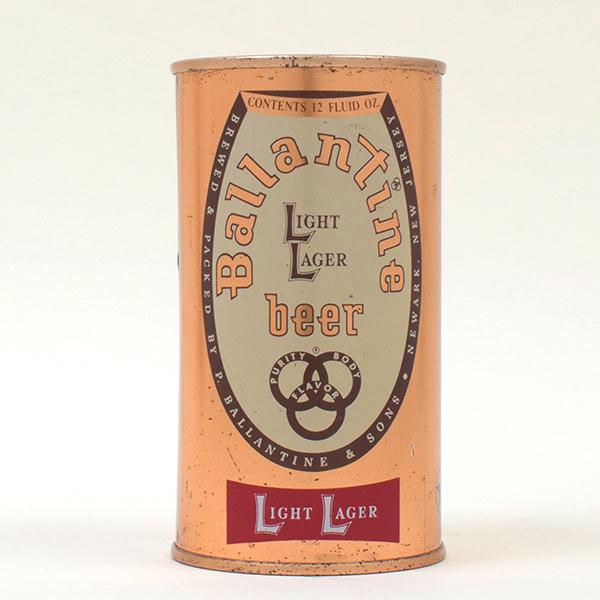 CONTENTS 12 FLUID OZ.
Ballantine®
LIGHT
LAGER
beer
PURITY BODY
FLAVOR
BREWED & PACKED BY P. BALLANTINE & SONS • NEWARK, NEW JERSEY
LIGHT LAGER